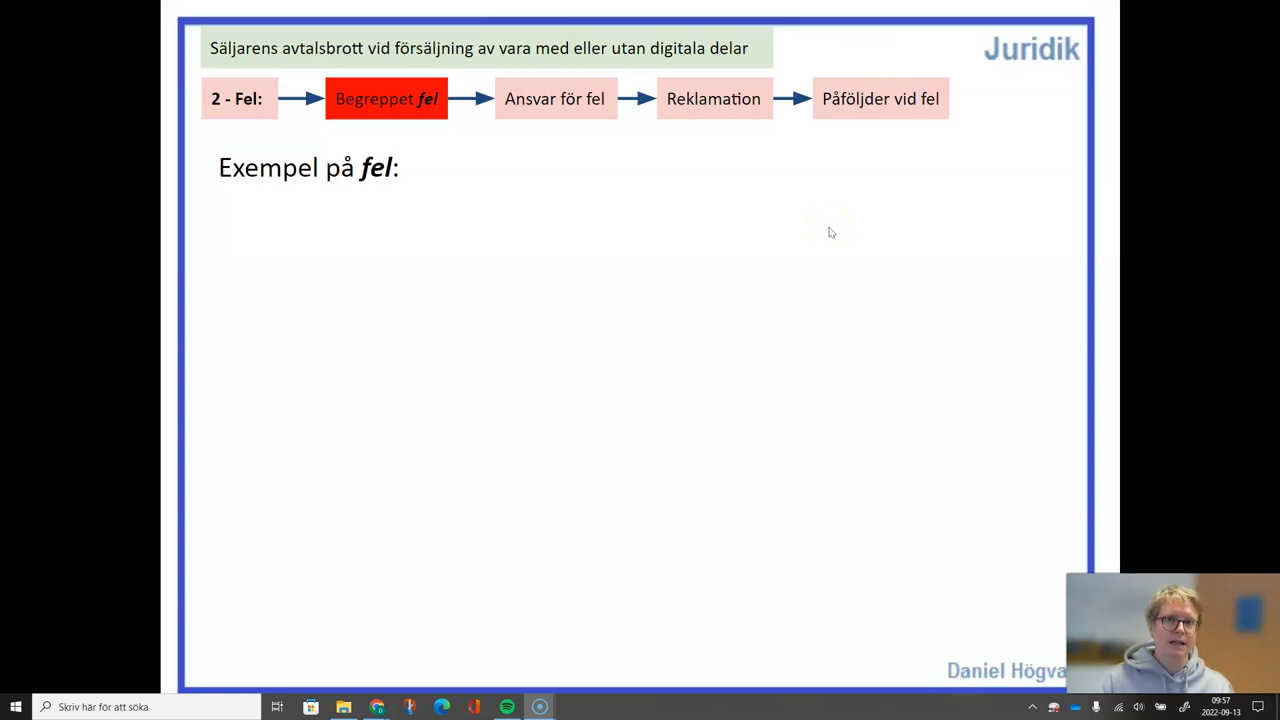 Säljarens avtalsbrott vid försäljning av vara med eller utan digitala delar
Juridik
2 - Fel:
Begreppet fel
Ansvar för fel
Reklamation
Påföljder vid fel
Exempel på fel:
Daniel Högva
Skriv här för att söka
09:57
2022-09-13